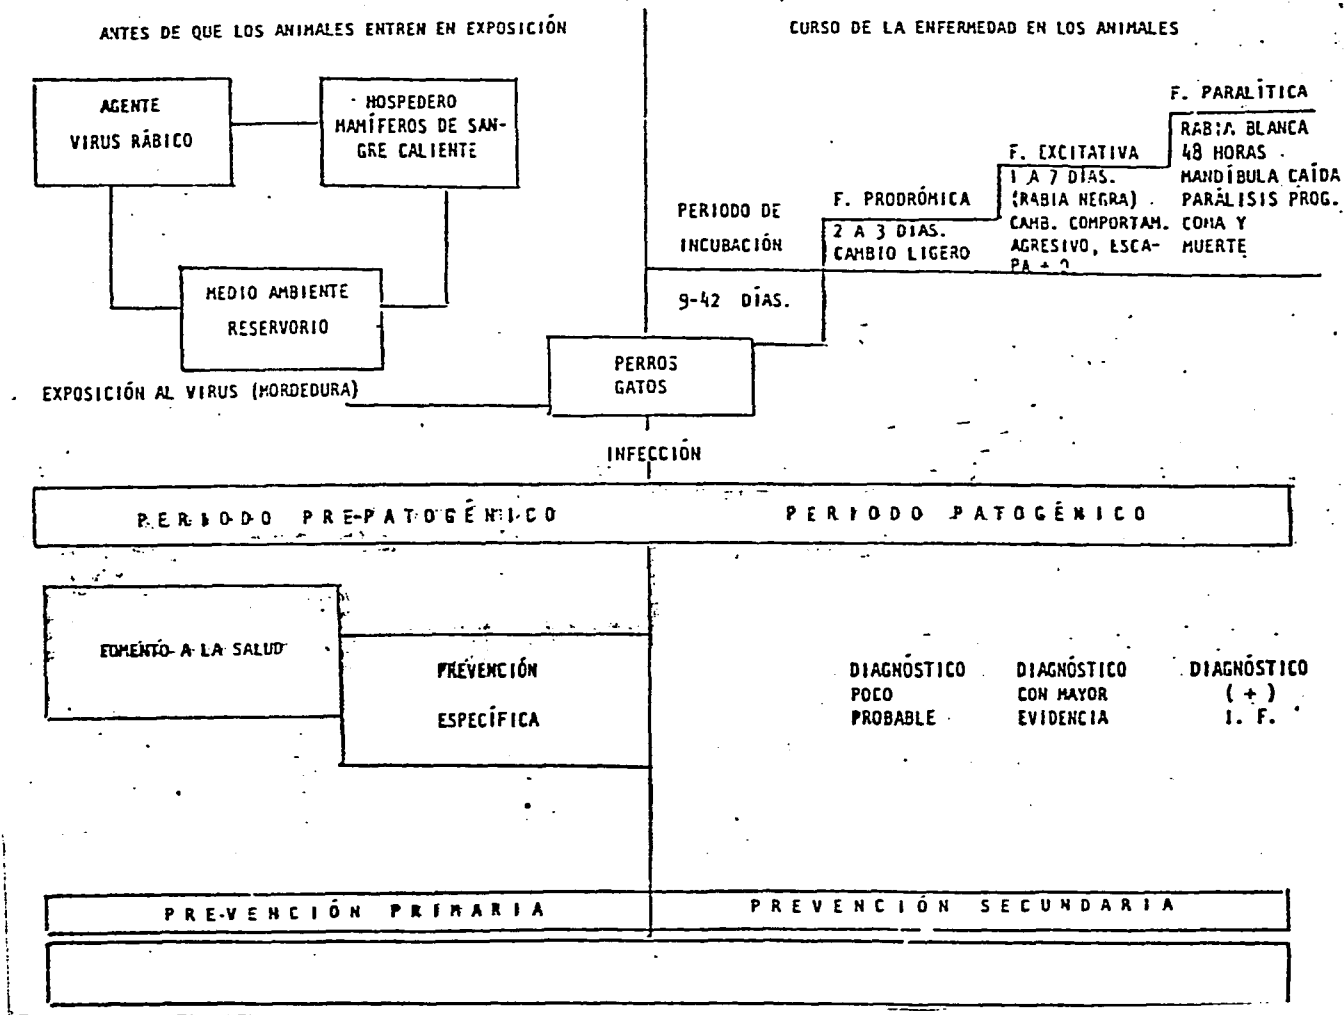 ANTES DE QUE LOS ANIMALES ENTREN EN EXPOSICIÓN
CURSO DE LA ENFERMEDAD EN LOS ANIMALES
AGENTE
VIRUS RÁBICO
HOSPEDERO
MAMÍFEROS DE SAN-
GRE CALIENTE
MEDIO AMBIENTE
RESERVORIO
EXPOSICIÓN AL VIRUS (MORDEDURA)
PERROS
GATOS
INFECCIÓN
PERIODO DE
INCUBACIÓN
9-42 DÍAS.
F. PRODRÓMICA
2 A 3 DIAS.
CAMBIO LIGERO
F. EXCITATIVA
1 A 7 DÍAS.
(RABIA NEGRA)
CAMB. COMPORTAM.
AGRESIVO, ESCA-
PA
F. PARALÍTICA
RABIA BLANCA
48 HORAS
MANDÍBULA CAÍDA
PARÁLISIS PROG.
COMA Y
MUERTE
PERIODO PRE-PATOGÉNICO
PERIODO PATOGÉNICO
FOMENTO A LA SALUD
PREVENCIÓN
ESPECÍFICA
DIAGNÓSTICO
POCO
PROBABLE
DIAGNÓSTICO
CON MAYOR
EVIDENCIA
DIAGNÓSTICO
( + )
I. F.
PREVENCIÓN PRIMARIA
PREVENCIÓN SECUNDARIA